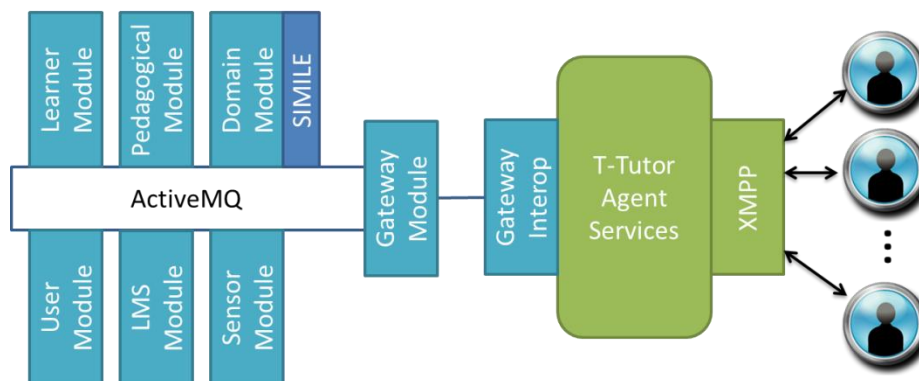 Learner
Module
Pedagogical
Module
Domain
Module
SIMILE
ActiveMQ
User
Module
LMS
Module
Sensor
Module
Gateway
Module
Gateway
Interop
T-Tutor
Agent
Services
XMPP